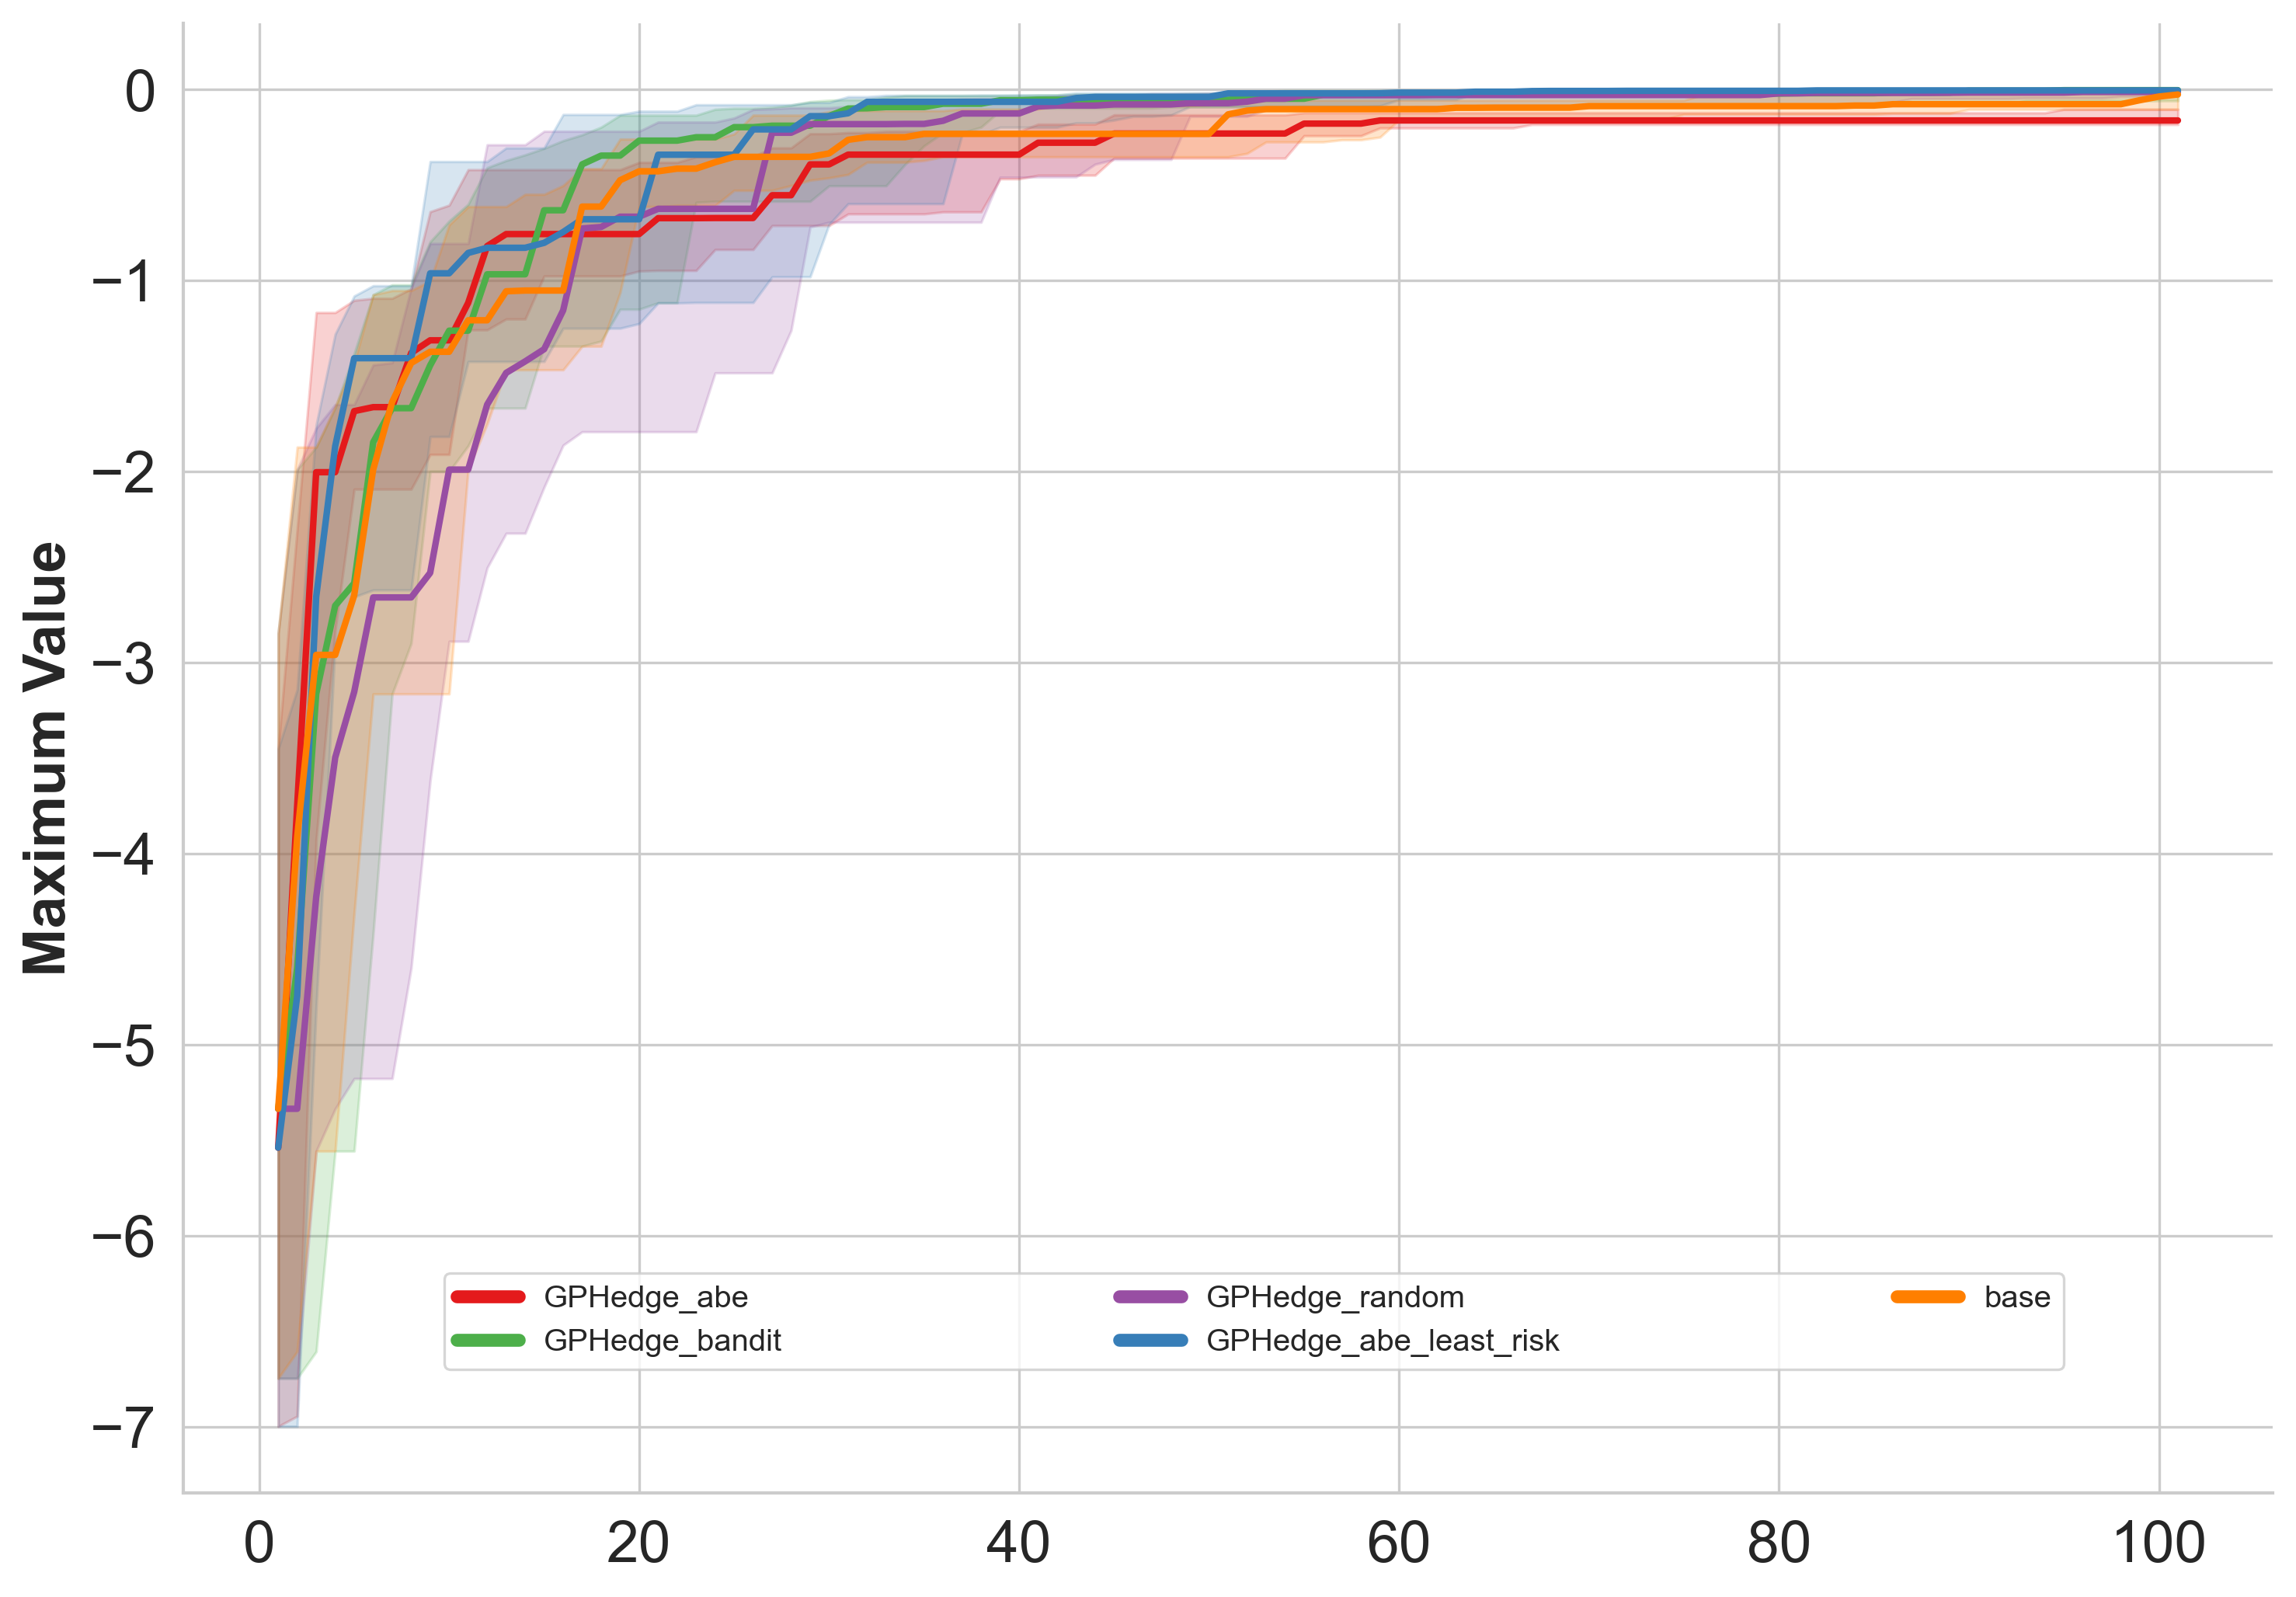 Maximum Value
0
−1
−2
−3
−4
−5
−6
−7
GPHedge_abe GPHedge_random base
GPHedge_bandit GPHedge_abe_least_risk
0 20 40 60 80 100